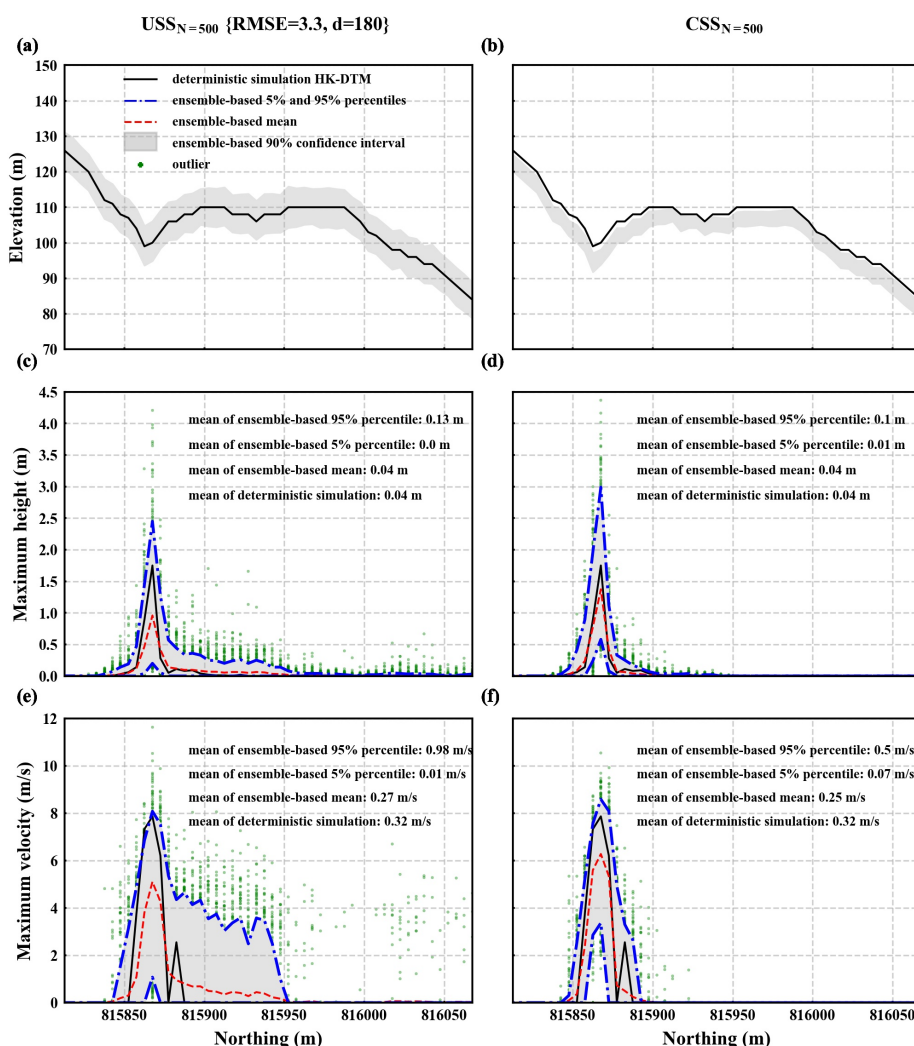 USS_N=500 {RMSE=3.3, d=180}
CSS_N=500
(a)
(b)
150
140
130
120
110
100
90
80
70
Elevation (m)
deterministic simulation HK-DTM
ensemble-based 5% and 95% percentiles
ensemble-based mean
ensemble-based 90% confidence interval
outlier
(c)
(d)
4.5
4.0
3.5
3.0
2.5
2.0
1.5
1.0
0.5
0.0
Maximum height (m)
mean of ensemble-based 95% percentile: 0.13 m
mean of ensemble-based 5% percentile: 0.0 m
mean of ensemble-based mean: 0.04 m
mean of deterministic simulation: 0.04 m
mean of ensemble-based 95% percentile: 0.1 m
mean of ensemble-based 5% percentile: 0.01 m
mean of ensemble-based mean: 0.04 m
mean of deterministic simulation: 0.04 m
(e)
(f)
12
10
8
6
4
2
0
Maximum velocity (m/s)
mean of ensemble-based 95% percentile: 0.98 m/s
mean of ensemble-based 5% percentile: 0.01 m/s
mean of ensemble-based mean: 0.27 m/s
mean of deterministic simulation: 0.32 m/s
mean of ensemble-based 95% percentile: 0.5 m/s
mean of ensemble-based 5% percentile: 0.07 m/s
mean of ensemble-based mean: 0.25 m/s
mean of deterministic simulation: 0.32 m/s
815850 815900 815950 816000 816050
815850 815900 815950 816000 816050
Northing (m)
Northing (m)